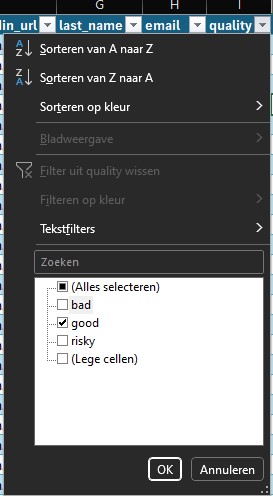 G H I
din_url last_name email quality
Sorteren van A naar Z
Sorteren van Z naar A
Sorteren op kleur
Bladweergave
Filter uit quality wissen
Filteren op kleur
Tekstfilters
Zoeken
(Alles selecteren)
bad
good
risky
(Lege cellen)
OK Annuleren